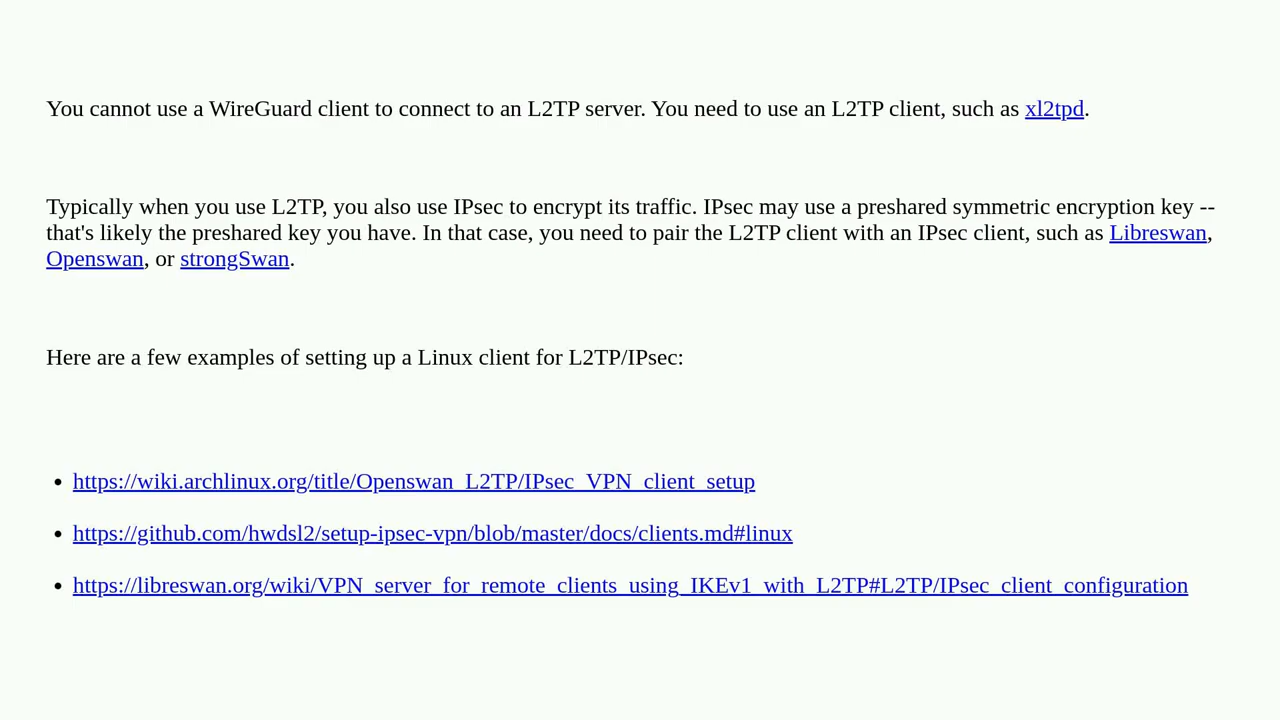 You cannot use a WireGuard client to connect to an L2TP server. You need to use an L2TP client, such as xl2tpd.
Typically when you use L2TP, you also use IPsec to encrypt its traffic. IPsec may use a preshared symmetric encryption key --
that's likely the preshared key you have. In that case, you need to pair the L2TP client with an IPsec client, such as Libreswan,
Openswan, or strongSwan.
Here are a few examples of setting up a Linux client for L2TP/IPsec:
• https://wiki.archlinux.org/title/Openswan_L2TP/IPsec_VPN_client_setup
• https://github.com/hwdsl2/setup-ipsec-vpn/blob/master/docs/clients.md#linux
• https://libreswan.org/wiki/VPN_server_for_remote_clients_using_IKEv1_with_L2TP#L2TP/IPsec_client_configuration